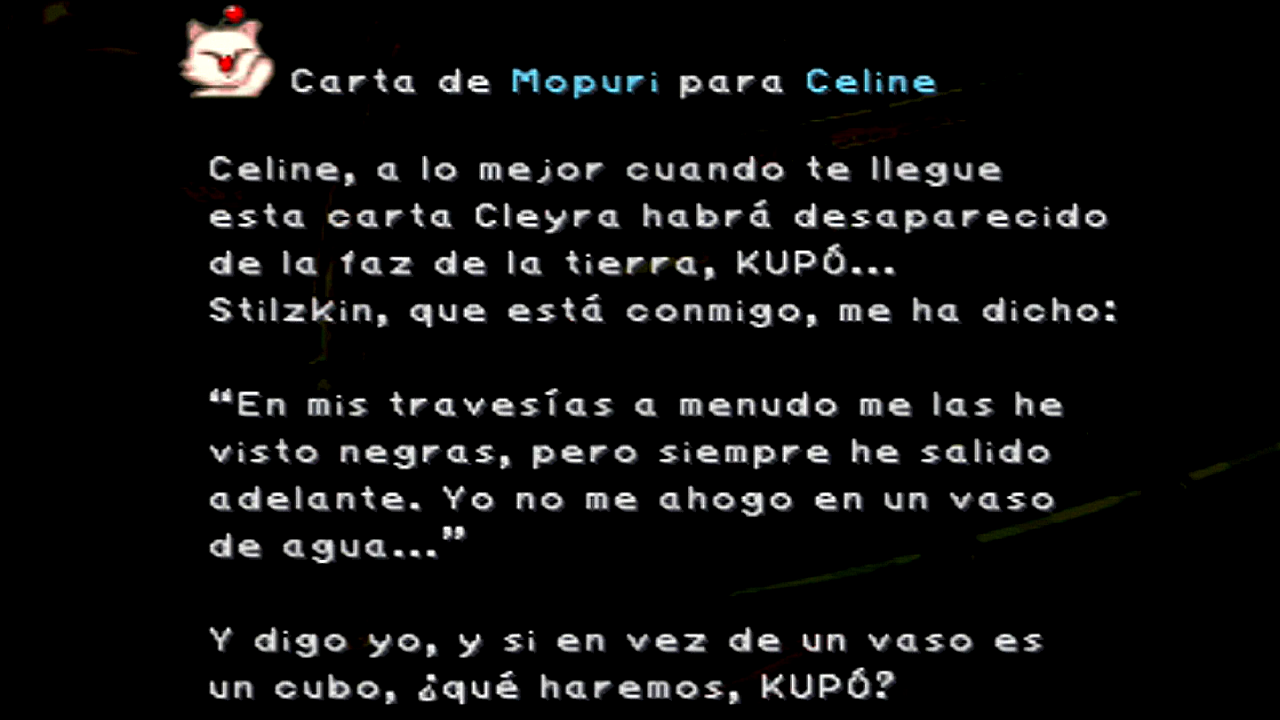 Carta de Mopuri para Celine
Celine, a lo mejor cuando te llegue
esta carta Cleyra habrá desaparecido
de la faz de la tierra, KUPÓ...
Stilzkin, que está conmigo, me ha dicho:
“En mis travesías a menudo me las he
visto negras, pero siempre he salido
adelante. Yo no me ahogo en un vaso
de agua...”
Y digo yo, y si en vez de un vaso es
un cubo, ¿qué haremos, KUPÓ?